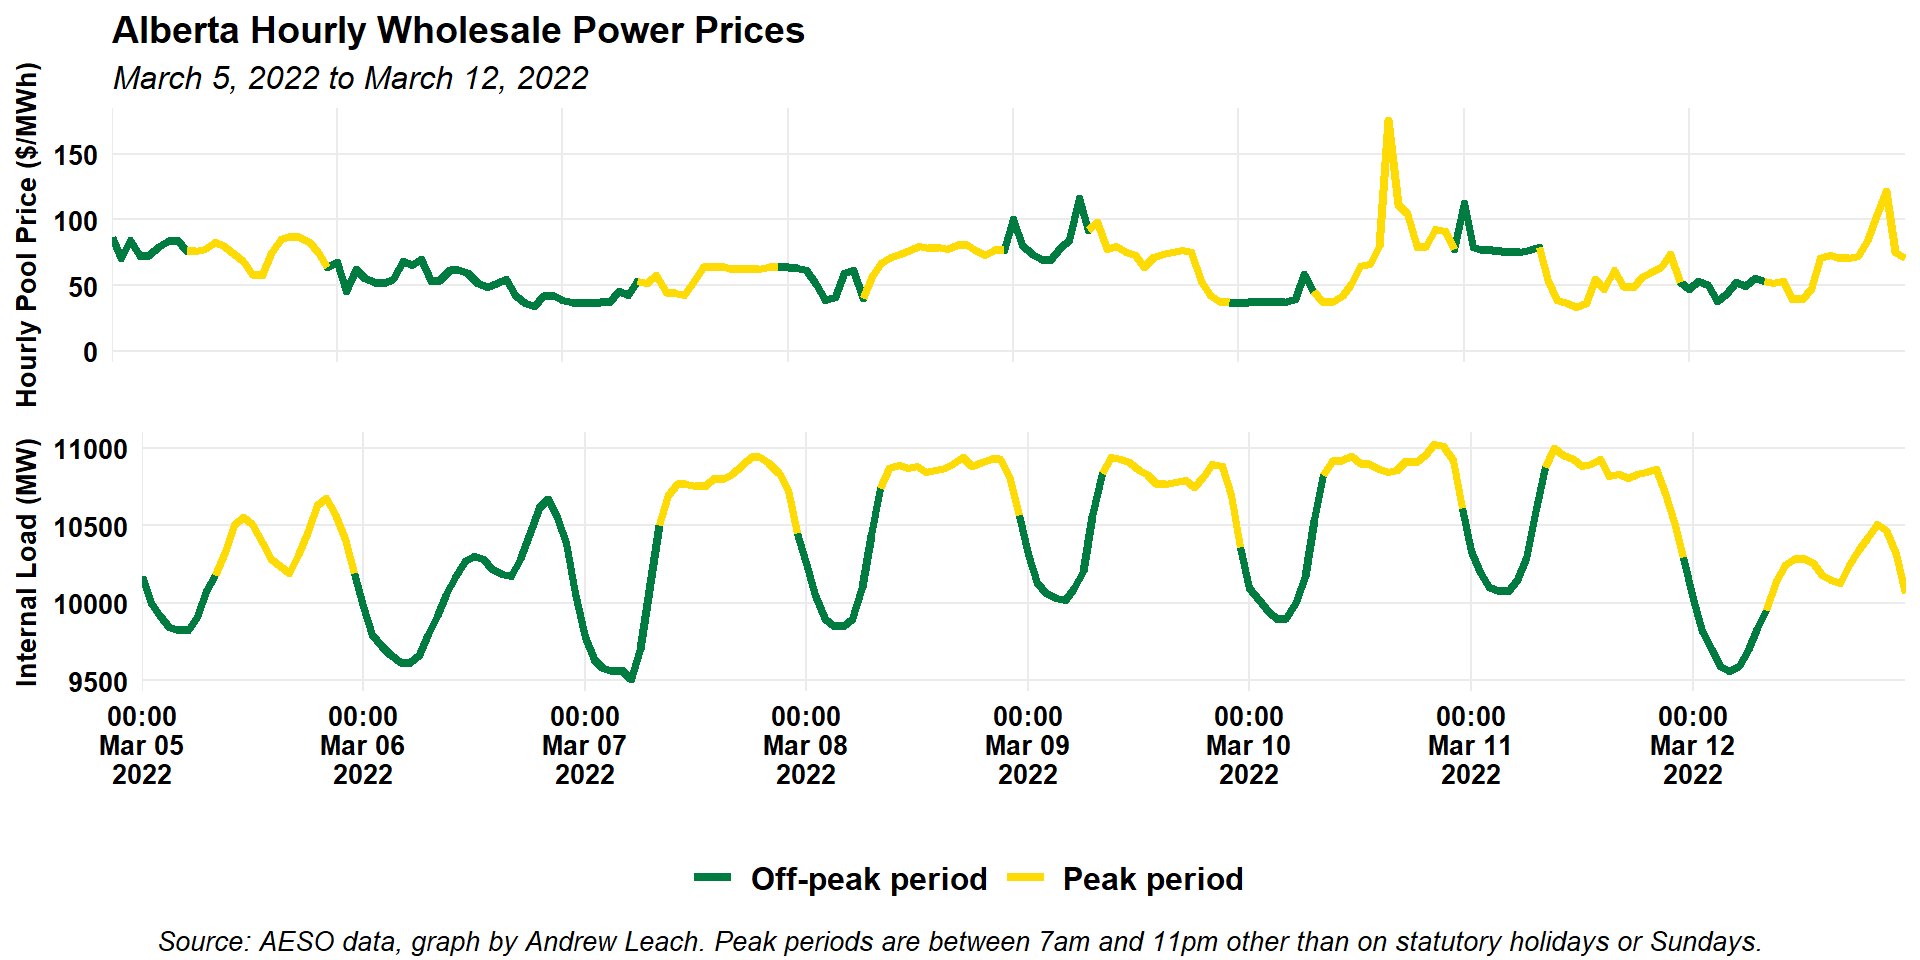 Alberta Hourly Wholesale Power Prices
March 5, 2022 to March 12, 2022
Hourly Pool Price ($/MWh)
150
100
50
0
Internal Load (MW)
11000
10500
10000
9500
00:00 00:00 00:00 00:00 00:00 00:00 00:00 00:00
Mar 05 Mar 06 Mar 07 Mar 08 Mar 09 Mar 10 Mar 11 Mar 12
2022 2022 2022 2022 2022 2022 2022 2022
Off-peak period Peak period
Source: AESO data, graph by Andrew Leach. Peak periods are between 7am and 11pm other than on statutory holidays or Sundays.